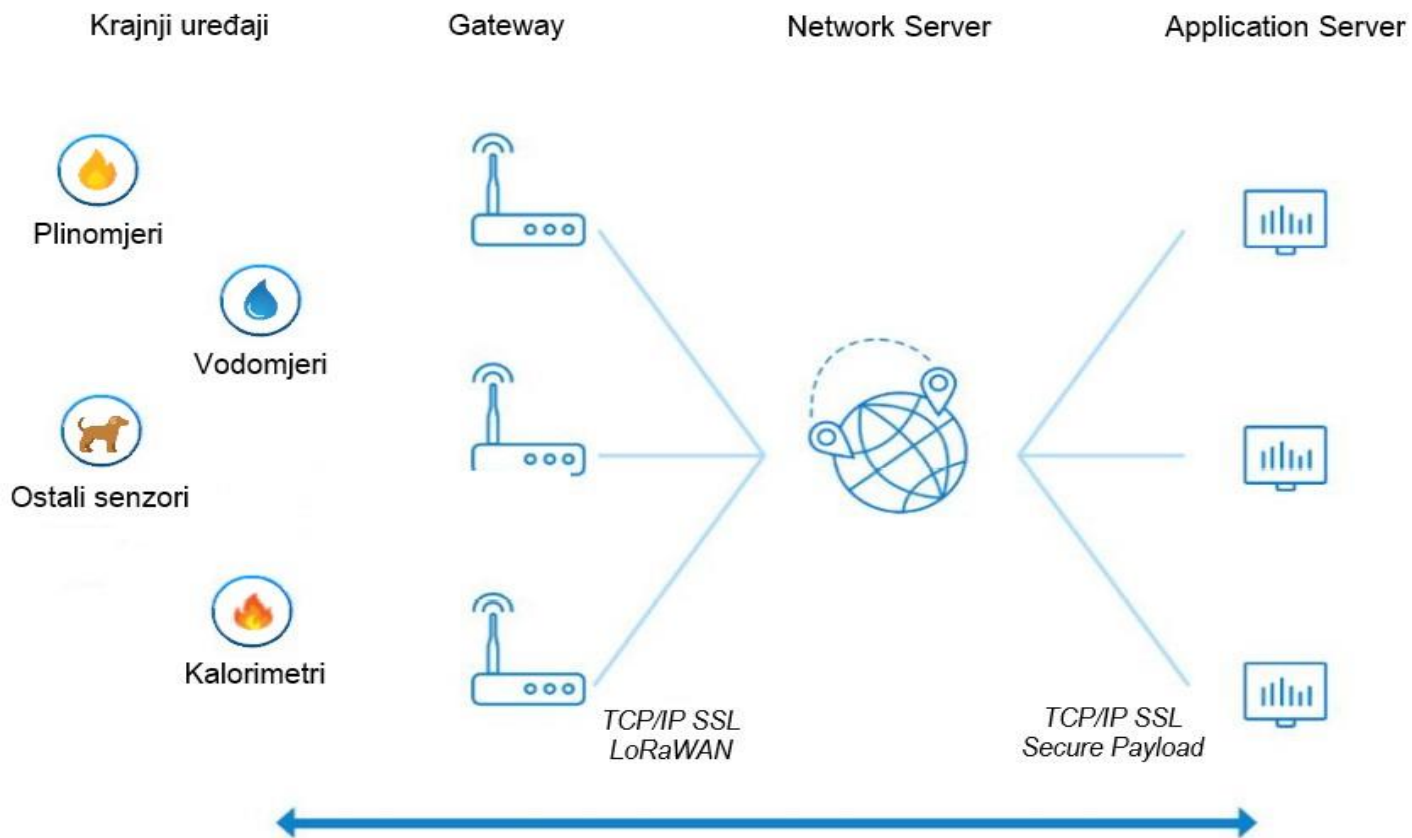 Krajnji uređaji
Gateway
Network Server
Application Server
Plinomjeri
Vodomjeri
Ostali senzori
Kalorimetri
TCP/IP SSL
LoRaWAN
TCP/IP SSL
Secure Payload